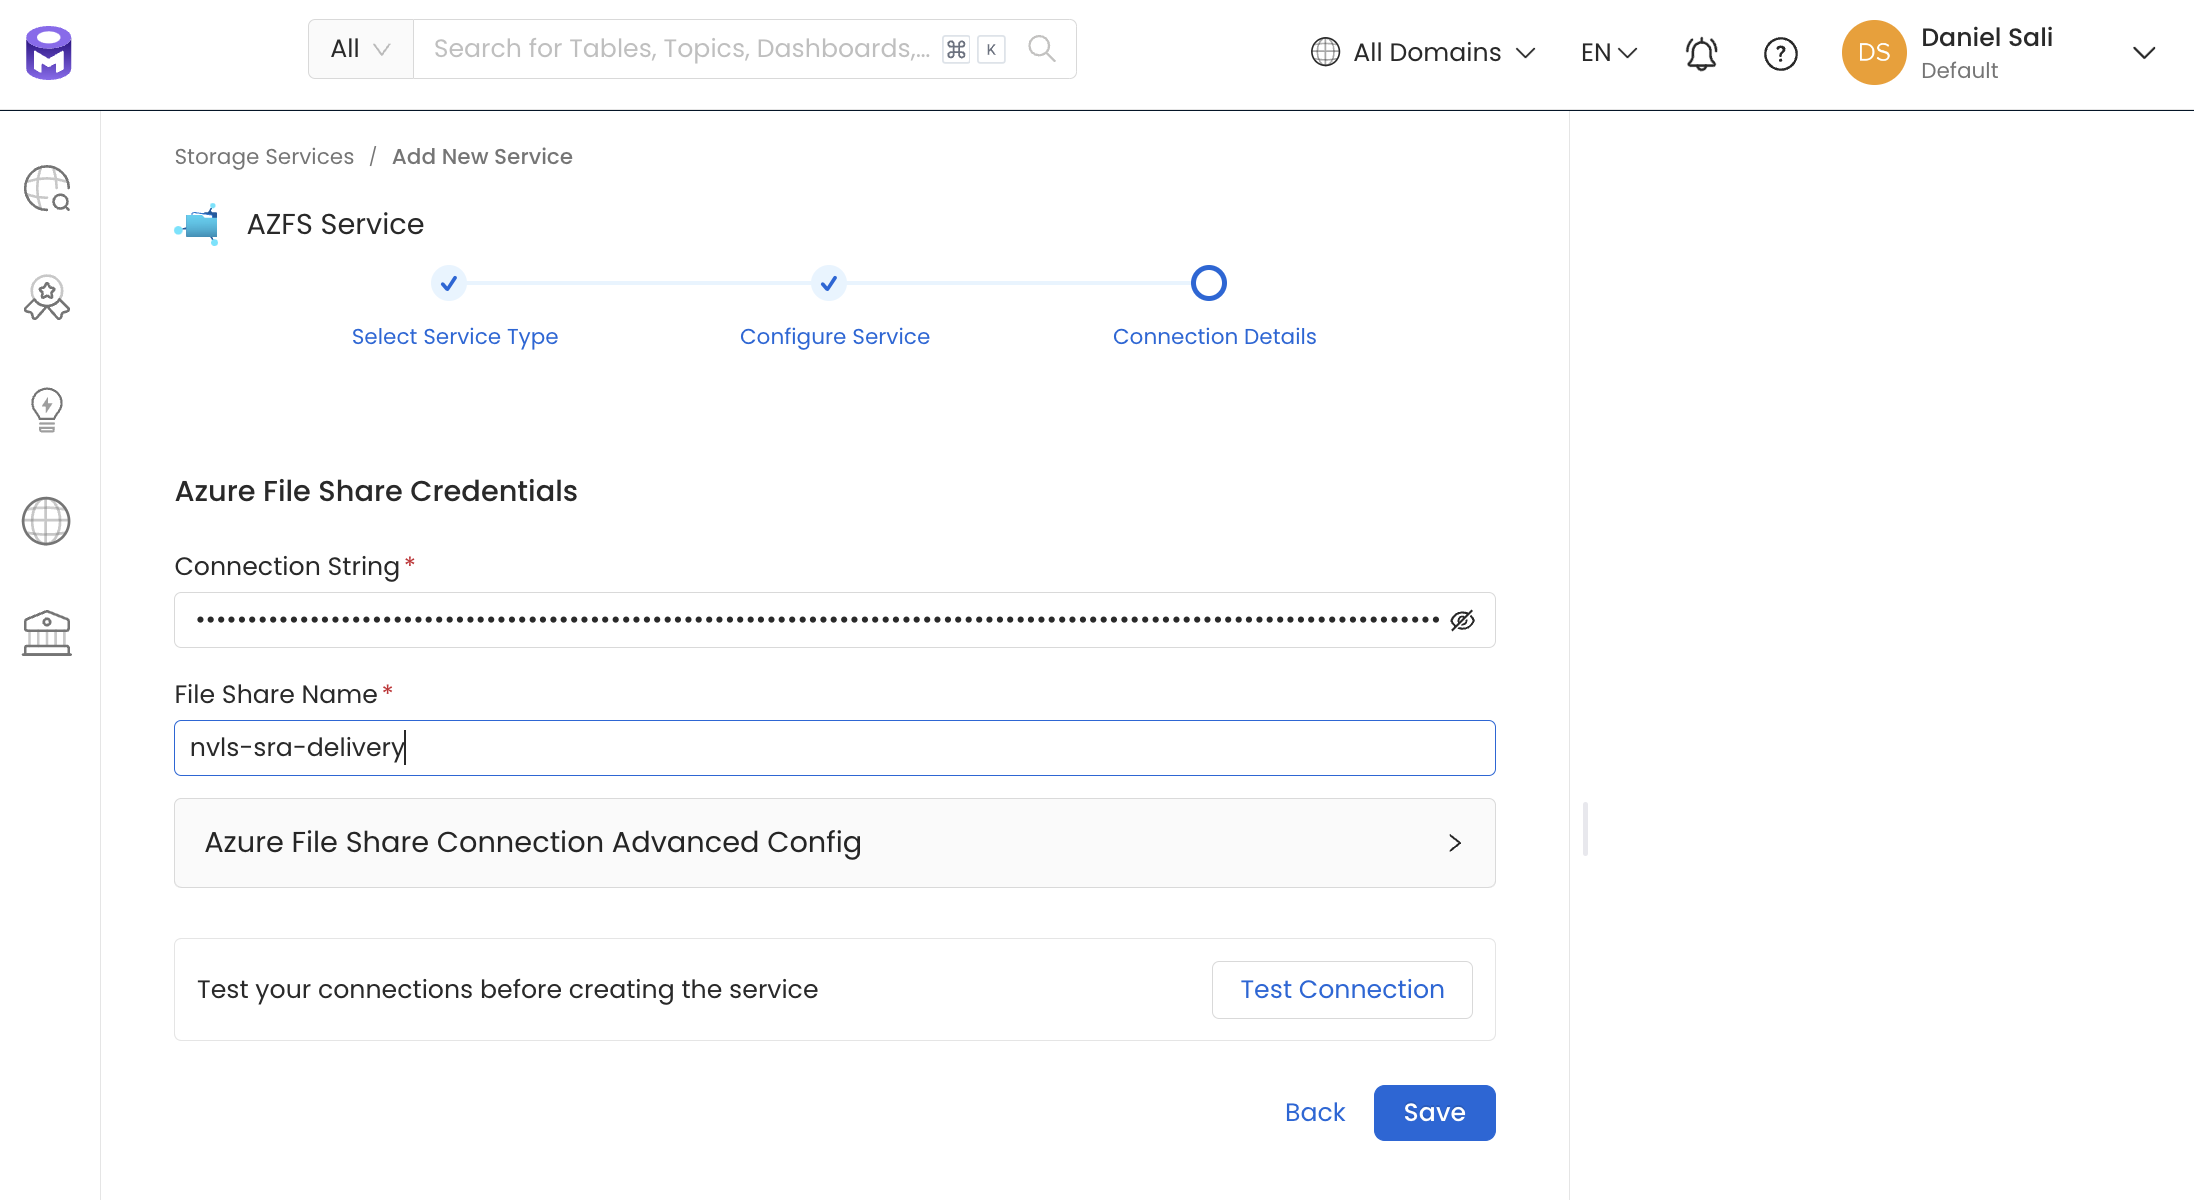 All
Search for Tables, Topics, Dashboards,...
⌘ K
All Domains
EN
DS
Daniel Sali
Default
Storage Services / Add New Service
AZFS Service
Select Service Type
Configure Service
Connection Details
Azure File Share Credentials
Connection String*
File Share Name*
nvls-sra-delivery
Azure File Share Connection Advanced Config
Test your connections before creating the service
Test Connection
Back
Save